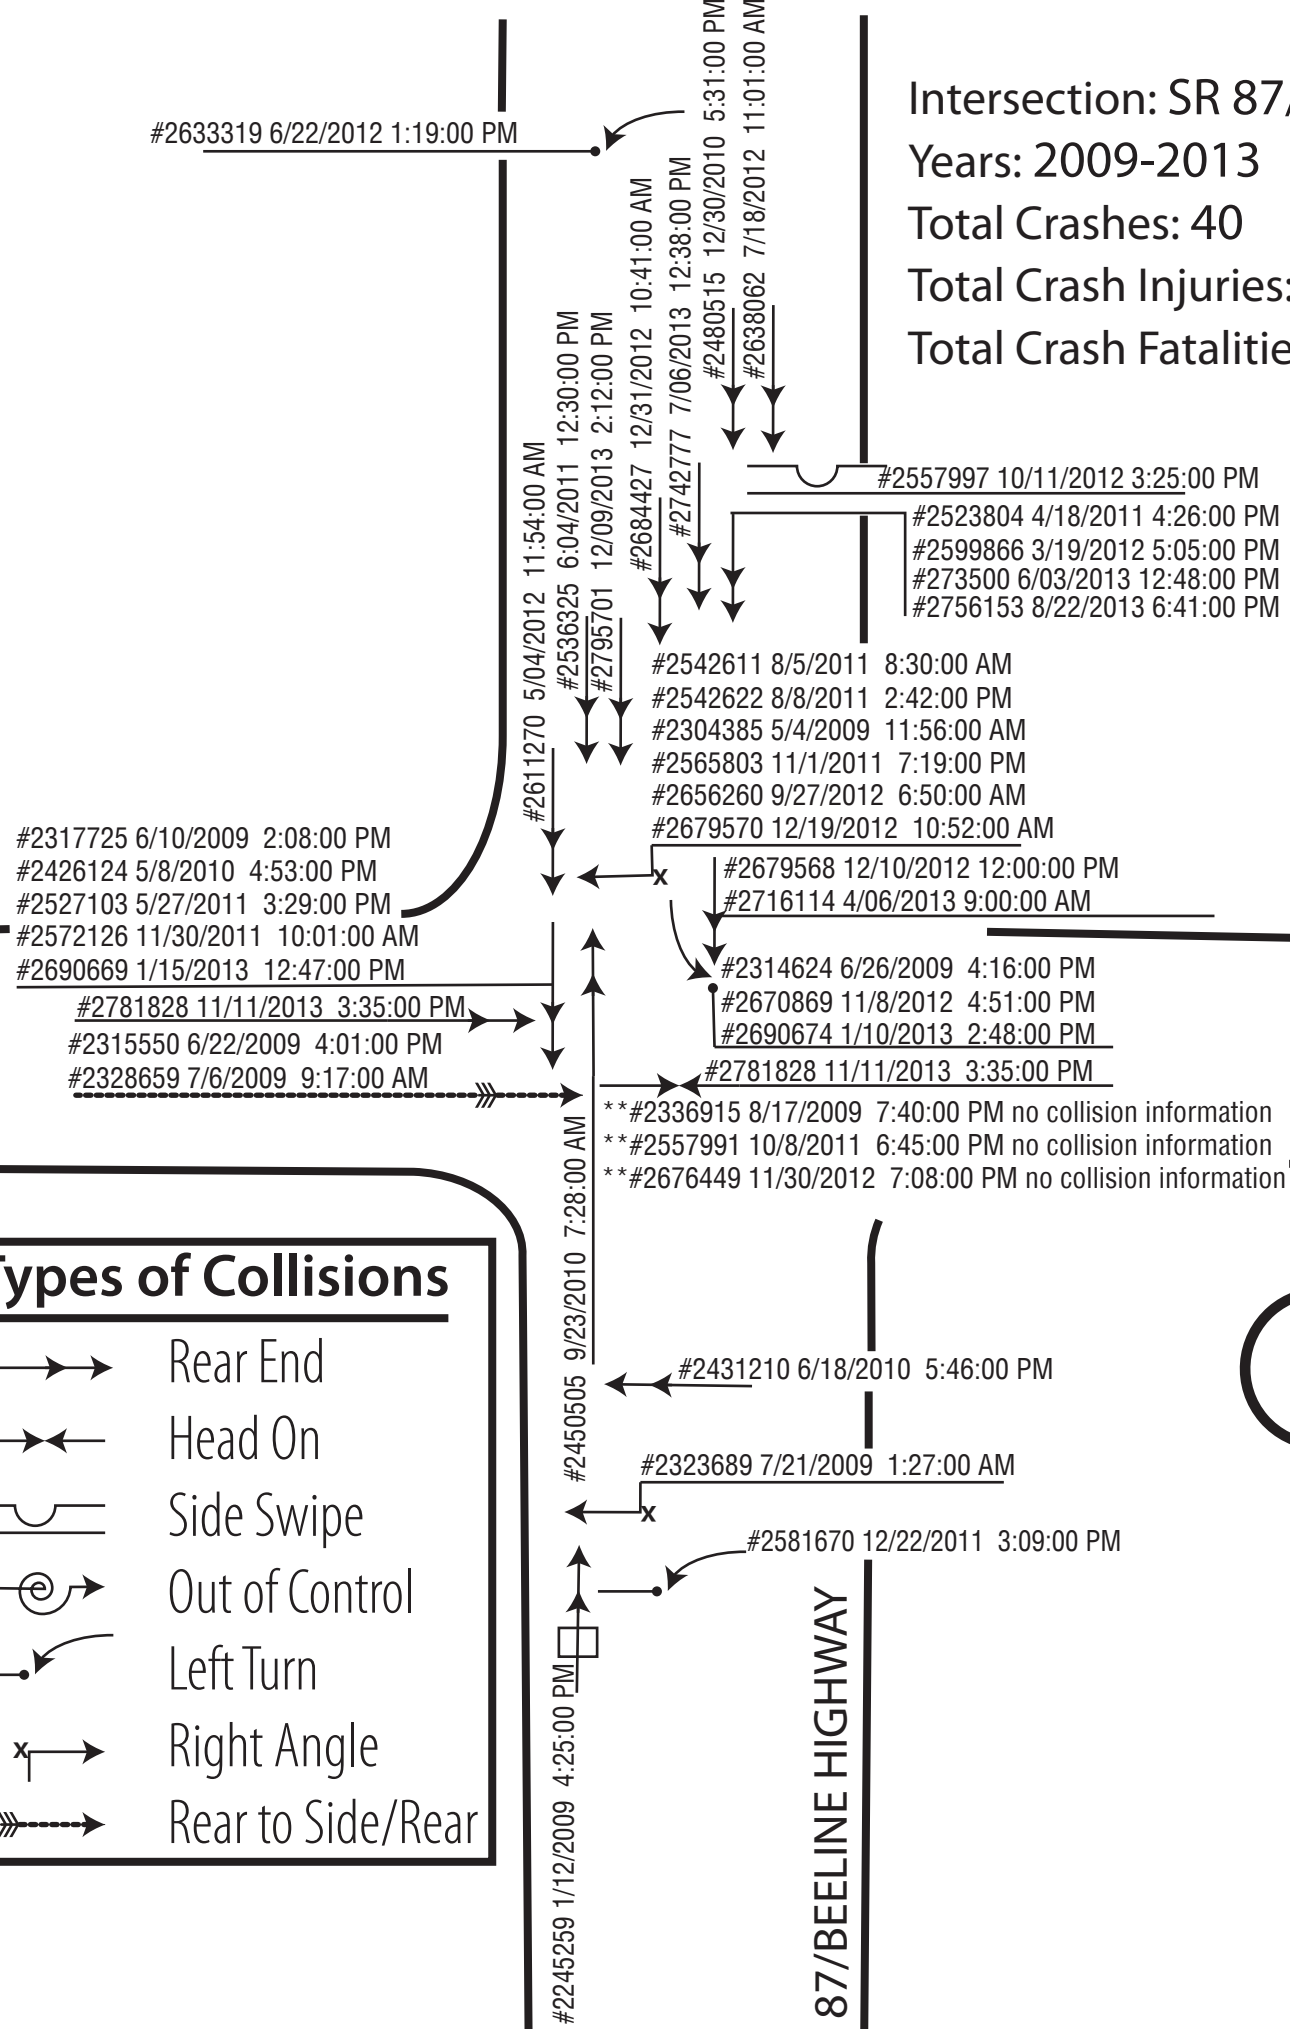 Intersection: SR 87/
Years: 2009-2013
Total Crashes: 40
Total Crash Injuries:
Total Crash Fatalitie
#2633319 6/22/2012 1:19:00 PM
#2480515 12/30/2010 5:31:00 PM
#2638062 7/18/2012 11:01:00 AM
#2684427 12/31/2012 10:41:00 AM
#2742777 7/06/2013 12:38:00 PM
#2536325 6:04/2011 12:30:00 PM
#2795701 12/09/2013 2:12:00 PM
#2611270 5/04/2012 11:54:00 AM
#2557997 10/11/2012 3:25:00 PM
#2523804 4/18/2011 4:26:00 PM
#2599866 3/19/2012 5:05:00 PM
#273500 6/03/2013 12:48:00 PM
#2756153 8/22/2013 6:41:00 PM
#2542611 8/5/2011 8:30:00 AM
#2542622 8/8/2011 2:42:00 PM
#2304385 5/4/2009 11:56:00 AM
#2565803 11/1/2011 7:19:00 PM
#2656260 9/27/2012 6:50:00 AM
#2679570 12/19/2012 10:52:00 AM
x
#2679568 12/10/2012 12:00:00 PM
#2716114 4/06/2013 9:00:00 AM
#2317725 6/10/2009 2:08:00 PM
#2426124 5/8/2010 4:53:00 PM
#2527103 5/27/2011 3:29:00 PM
#2572126 11/30/2011 10:01:00 AM
#2690669 1/15/2013 12:47:00 PM
#2781828 11/11/2013 3:35:00 PM
#2315550 6/22/2009 4:01:00 PM
#2328659 7/6/2009 9:17:00 AM
#2314624 6/26/2009 4:16:00 PM
#2670869 11/8/2012 4:51:00 PM
#2690674 1/10/2013 2:48:00 PM
#2781828 11/11/2013 3:35:00 PM
**#2336915 8/17/2009 7:40:00 PM no collision information
**#2557991 10/8/2011 6:45:00 PM no collision information
**#2676449 11/30/2012 7:08:00 PM no collision information
#2450505 9/23/2010 7:28:00 AM
#2431210 6/18/2010 5:46:00 PM
#2323689 7/21/2009 1:27:00 AM
x
#2581670 12/22/2011 3:09:00 PM
#2245259 1/12/2009 4:25:00 PM
87/BEELINE HIGHWAY
ypes of Collisions
Rear End
Head On
Side Swipe
Out of Control
Left Turn
x Right Angle
Rear to Side/Rear